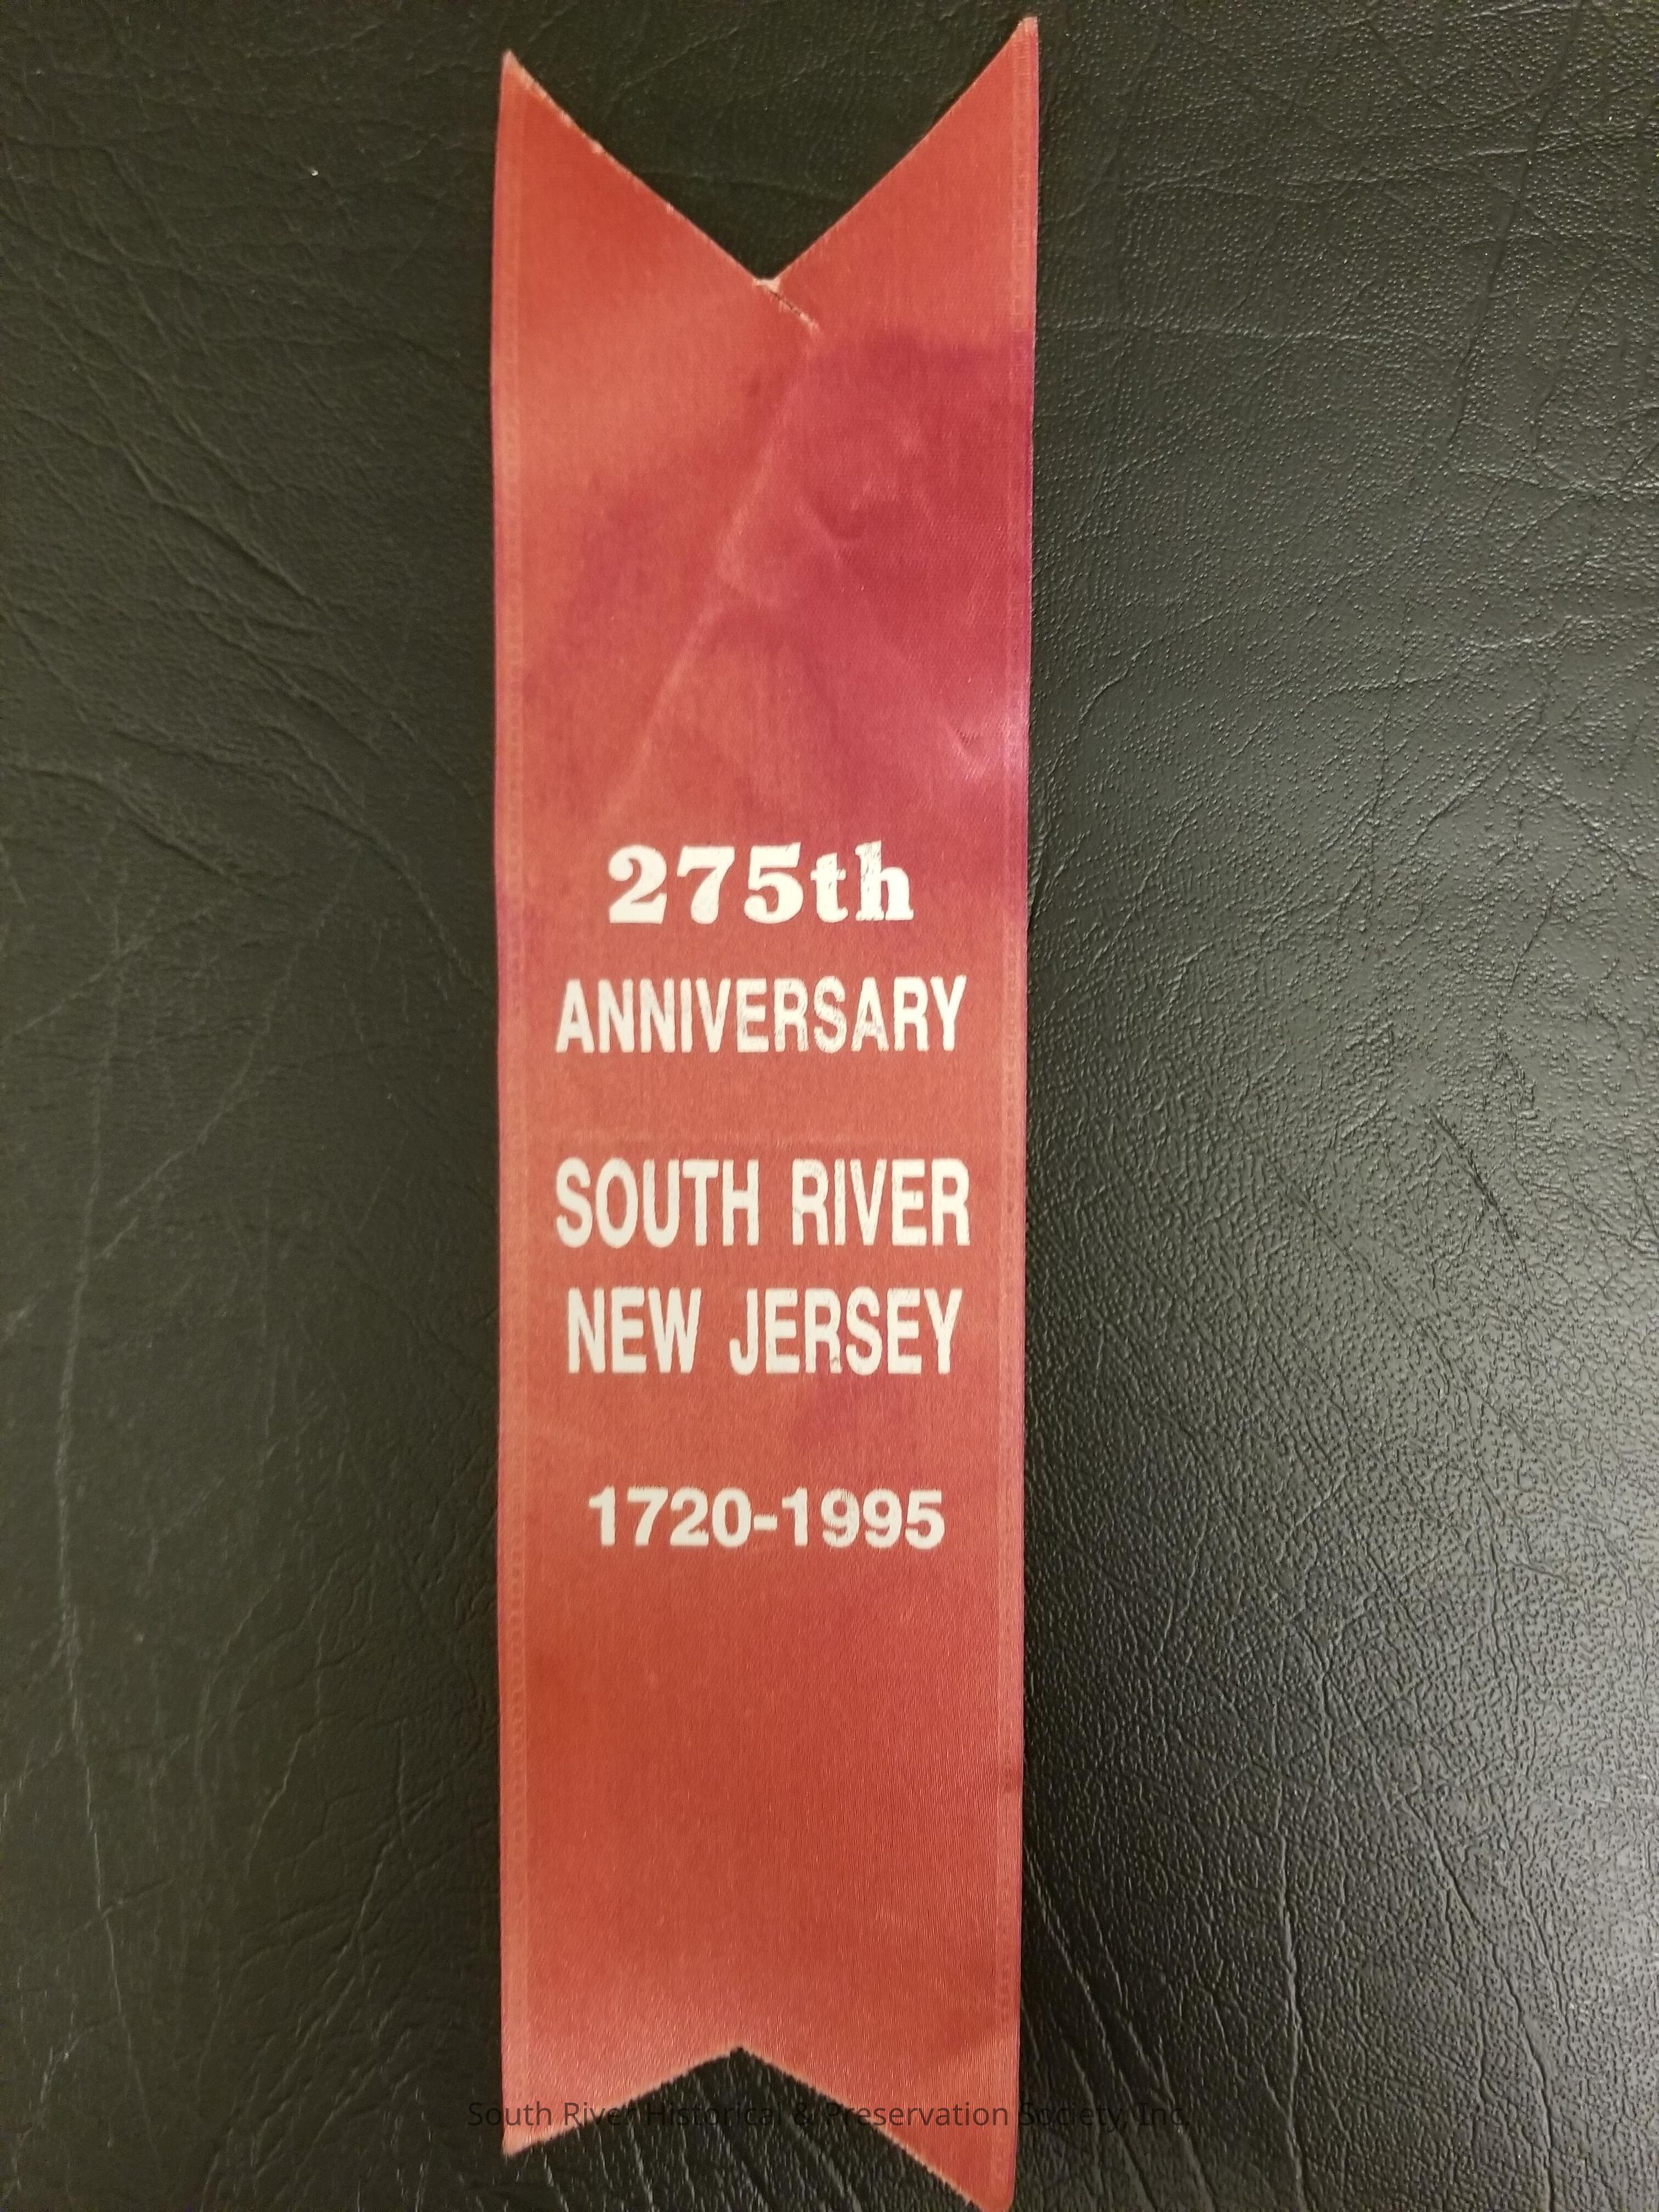 275th
ANNIVERSARY
SOUTH RIVER
NEW JERSEY
1720-1995
South River Historical & Preservation Society, Inc.